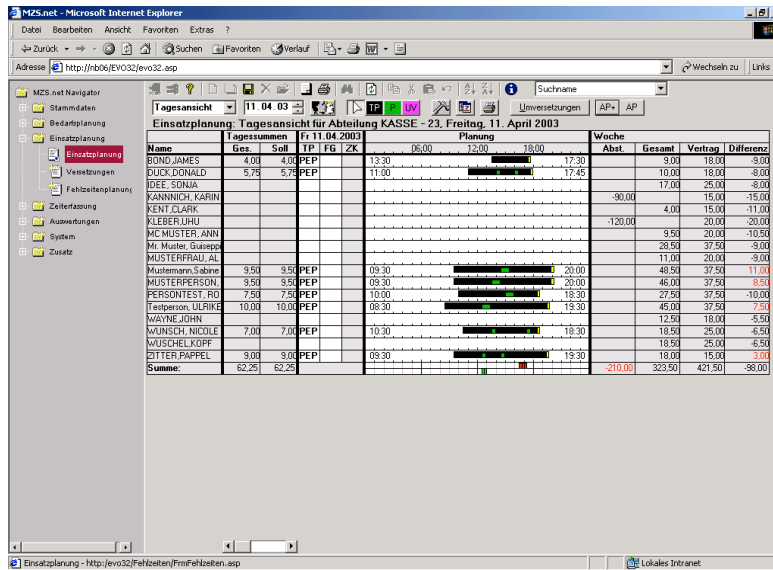 MZS.net - Microsoft Internet Explorer
Datei Bearbeiten Ansicht Favoriten Extras ?
Zurück Suchen Favoriten Verlauf
Adresse http://nb06/EVO32/evo32.asp Wechseln zu Links
MZS.net Navigator
Stammdaten
Bedarfsplanung
Einsatzplanung
Einsatzplanung
Versetzungen
Fehlzeitenplanung
Zeiterfassung
Auswertungen
System
Zusatz
Suchname
Tagesansicht 11.04.03 TP P UV Umversetzungen AP+ AP
Einsatzplanung: Tagesansicht für Abteilung KASSE - 23, Freitag, 11. April 2003
Tagessummen Fr 11.04.2003 Planung Woche
Name Ges. Soll TP FG ZK 06:00 12:00 18:00 Abst. Gesamt Vertrag Differenz
BOND,JAMES 4,00 4,00 PEP 13:30 17:30 9,00 18,00 -9,00
DUCK,DONALD 5,75 5,75 PEP 11:00 17:45 10,00 18,00 -8,00
IDEE, SONJA 17,00 25,00 -8,00
KANNNICH, KARIN -90,00 15,00 -15,00
KENT,CLARK 4,00 15,00 -11,00
KLEBER,UHU -120,00 20,00 -20,00
MC MUSTER, ANN 9,50 20,00 -10,50
Mr. Muster, Guiseppi 28,50 37,50 -9,00
MUSTERFRAU, AL 11,00 20,00 -9,00
Mustermann,Sabine 9,50 9,50 PEP 09:30 20:00 48,50 37,50 11,00
MUSTERPERSON, 9,50 9,50 PEP 09:30 20:00 46,00 37,50 8,50
PERSONTEST, RO 7,50 7,50 PEP 10:00 18:30 27,50 37,50 -10,00
Testperson, ULRIKE 10,00 10,00 PEP 08:30 19:30 45,00 37,50 7,50
WAYNE,JOHN 12,50 18,00 -5,50
WUNSCH, NICOLE 7,00 7,00 PEP 10:30 18:30 18,50 25,00 -6,50
WUSCHEL,KOPF 18,50 25,00 -6,50
ZITTER,PAPPEL 9,00 9,00 PEP 09:30 19:30 18,00 15,00 3,00
Summe: 62,25 62,25 -210,00 323,50 421,50 -98,00
Einsatzplanung - http:/evo32/Fehlzeiten/FrmFehlzeiten.asp Lokales Intranet